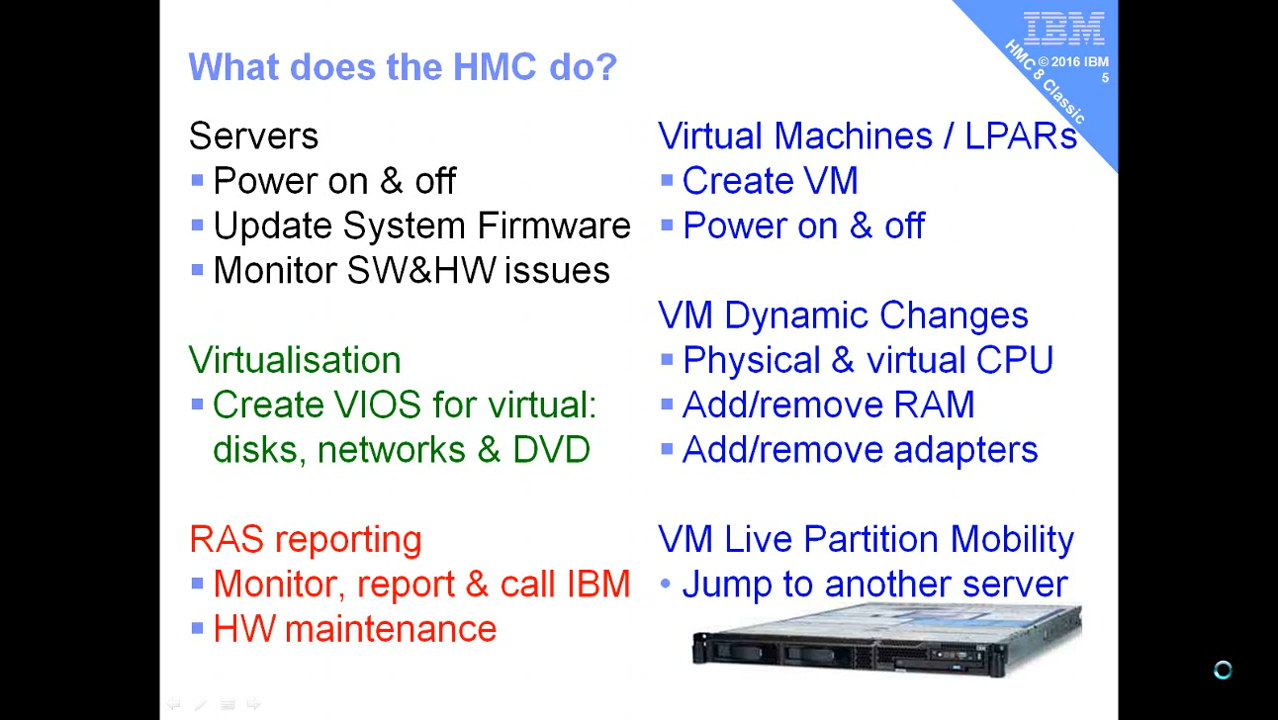 What does the HMC do?
IBM
© 2016 IBM
5
HMC 8 Classic
Servers
Power on & off
Update System Firmware
Monitor SW&HW issues
Virtualisation
Create VIOS for virtual:
disks, networks & DVD
RAS reporting
Monitor, report & call IBM
HW maintenance
Virtual Machines / LPARs
Create VM
Power on & off
VM Dynamic Changes
Physical & virtual CPU
Add/remove RAM
Add/remove adapters
VM Live Partition Mobility
Jump to another server
IBM